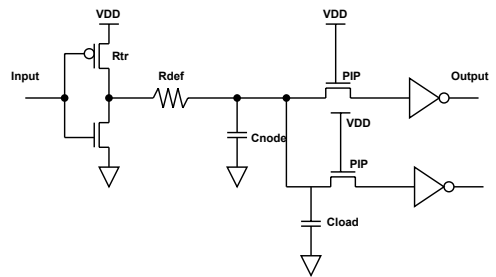 VDD
VDD
Input
Rtr
Rdef
PIP
Output
Cnode
VDD
PIP
Cload